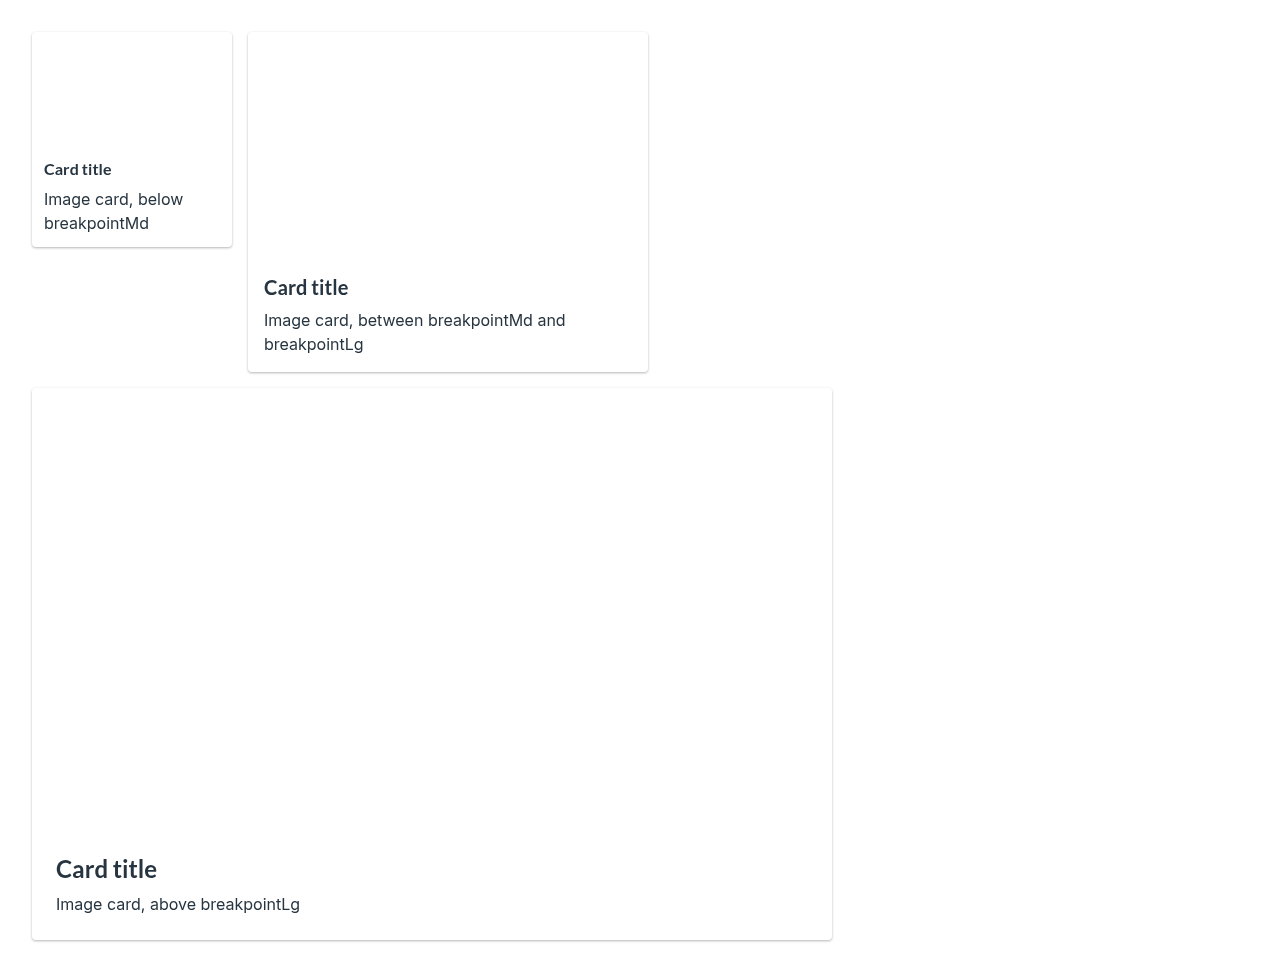 Card title
Image card, below
breakpointMd
Card title
Image card, between breakpointMd and
breakpointLg
Card title
Image card, above breakpointLg